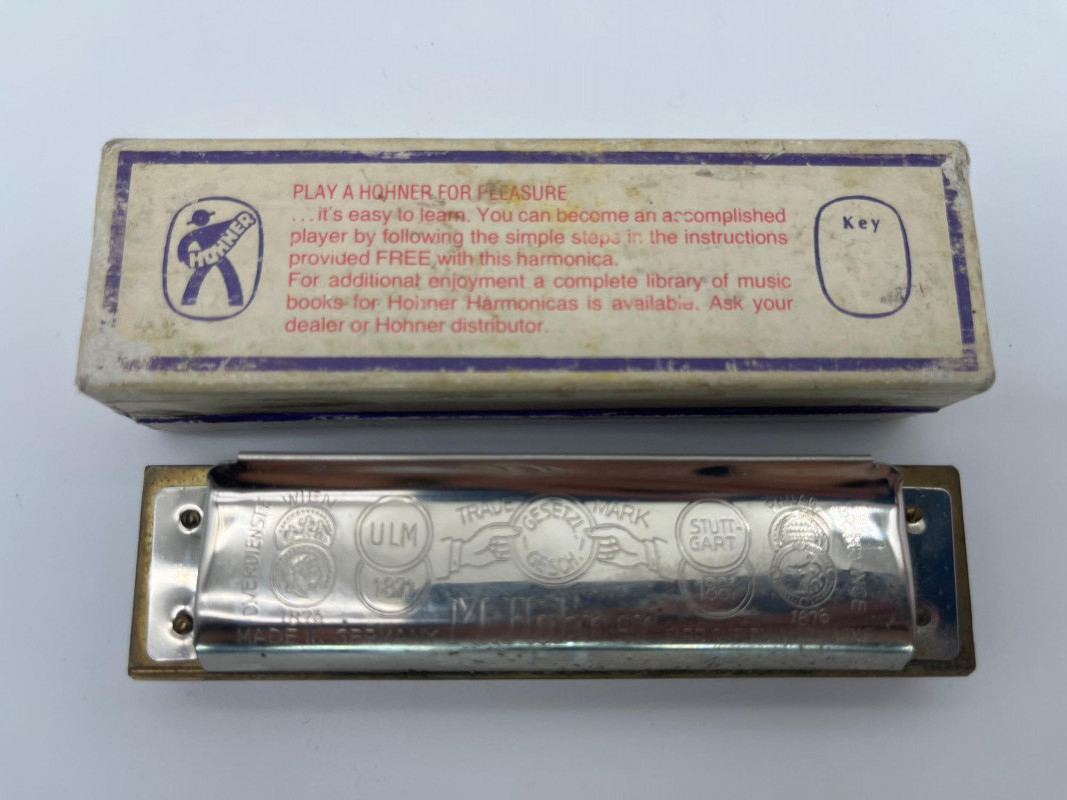 HOHNER
PLAY A HOHNER FOR PLEASURE
...it's easy to learn. You can become an accomplished
player by following the simple steps in the instructions
provided FREE with this harmonica.
For additional enjoyment a complete library of music
books for Hohner Harmonicas is available. Ask your
dealer or Hohner distributor.
Key
WIEN
ULM
1871
TRADE MARK
GESETZL.
GESCH.
STUTT-
GART
MADE IN GERMANY
M. Hohner